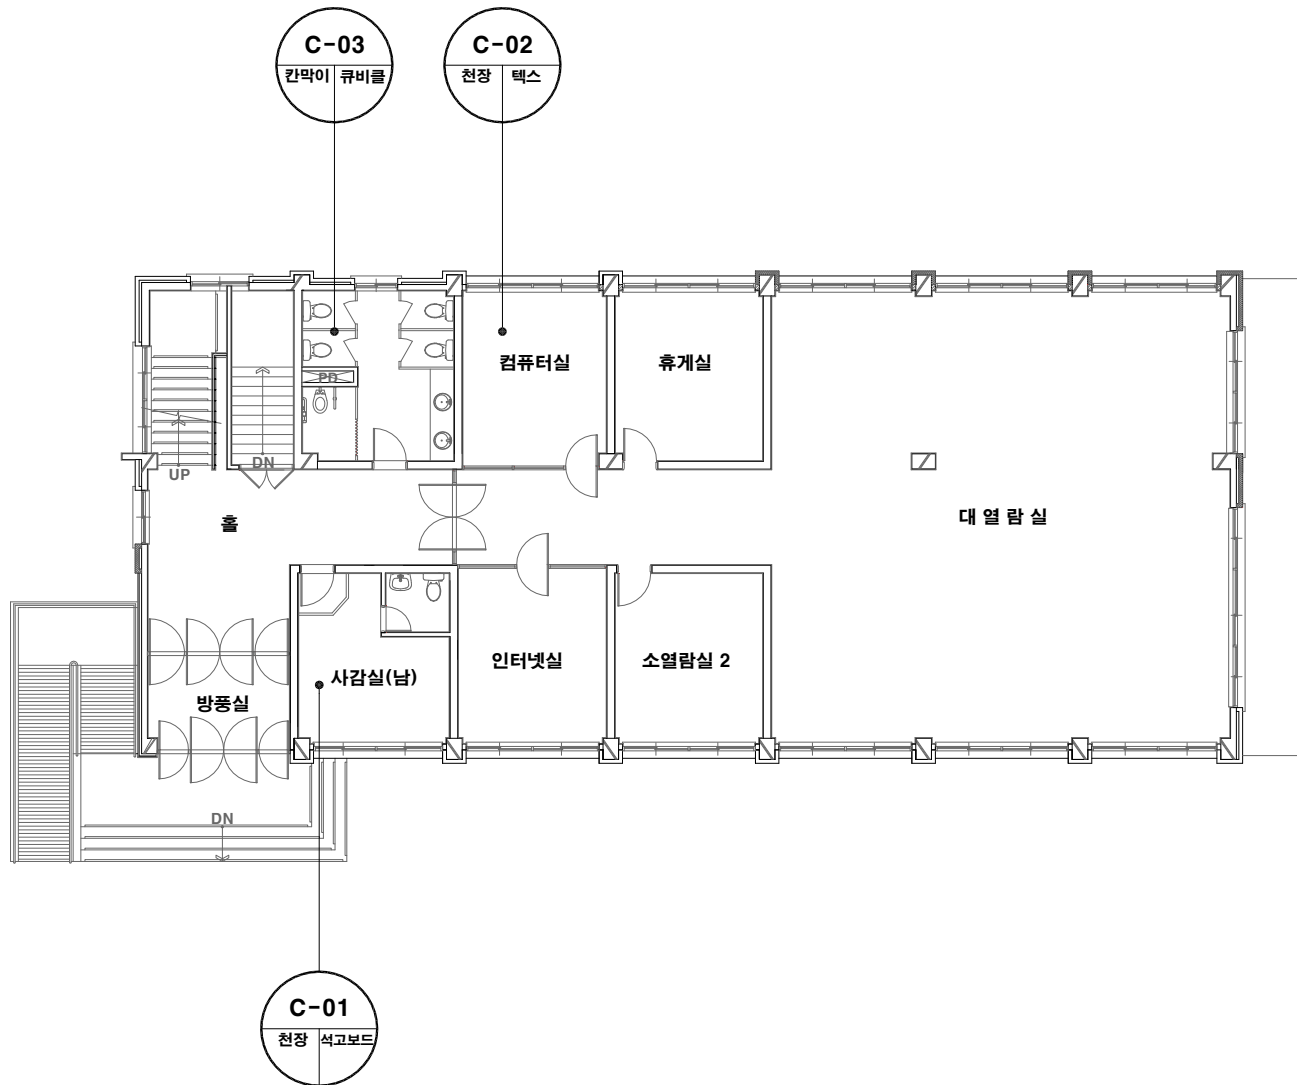 C-03
칸막이 큐비클
C-02
천장 텍스
컴퓨터실
휴게실
PD
UP
DN
홀
대 열 람 실
사감실(남)
인터넷실
소열람실 2
방풍실
DN
C-01
천장 석고보드